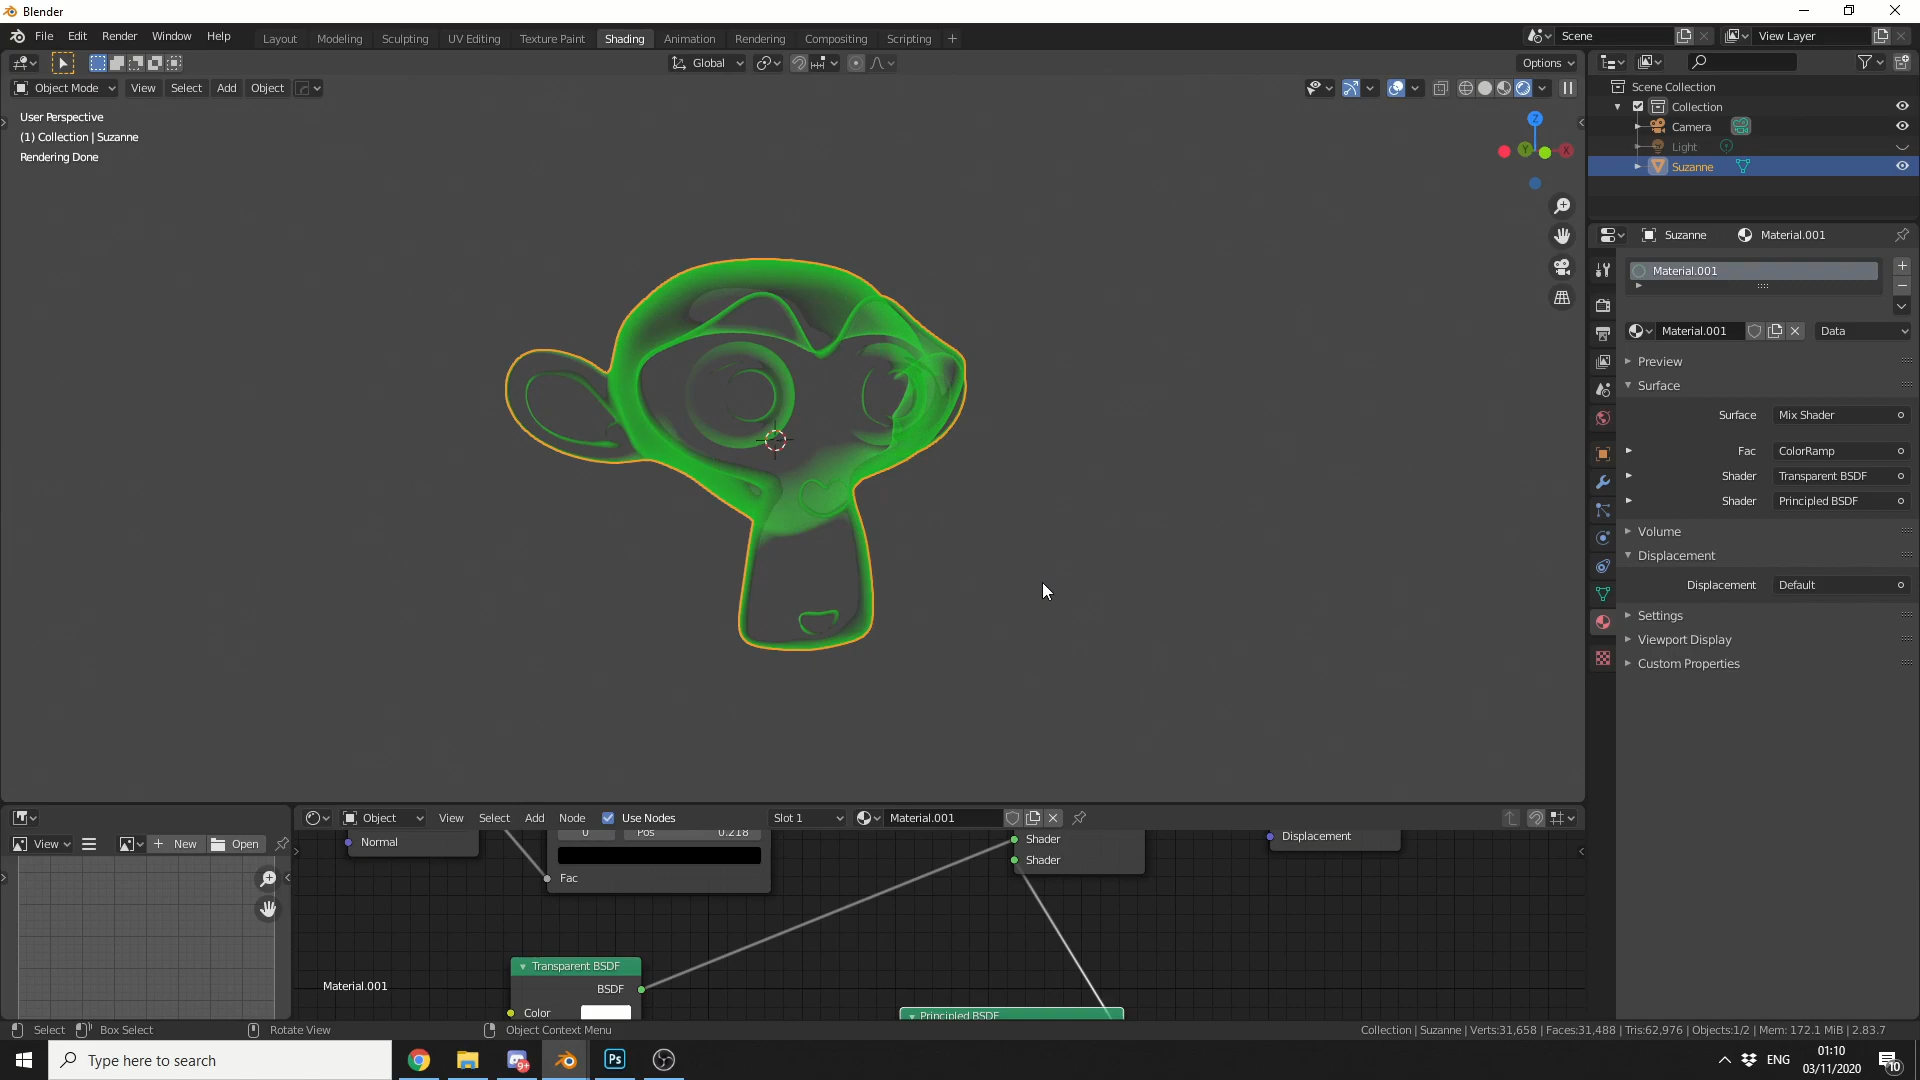 Blender
File Edit Render Window Help Layout Modeling Sculpting UV Editing Texture Paint Shading Animation Rendering Compositing Scripting + Scene View Layer
Global Options
Object Mode View Select Add Object
User Perspective
(1) Collection | Suzanne
Rendering Done
Z
Y X
Scene Collection
Collection
Camera
Light
Suzanne
Suzanne Material.001
Material.001
Material.001 Data
Preview
Surface
Surface Mix Shader
Fac ColorRamp
Shader Transparent BSDF
Shader Principled BSDF
Volume
Displacement
Displacement Default
Settings
Viewport Display
Custom Properties
Object View Select Add Node Use Nodes Slot 1 Material.001
View New Open
Normal
0 Pos 0.218
Fac
Shader
Shader
Displacement
Transparent BSDF
BSDF
Color
Principled BSDF
Material.001
Select Box Select Rotate View Object Context Menu Collection | Suzanne | Verts:31,658 | Faces:31,488 | Tris:62,976 | Objects:1/2 | Mem: 172.1 MiB | 2.83.7
Type here to search
9+
Ps
ENG
01:10
03/11/2020
10